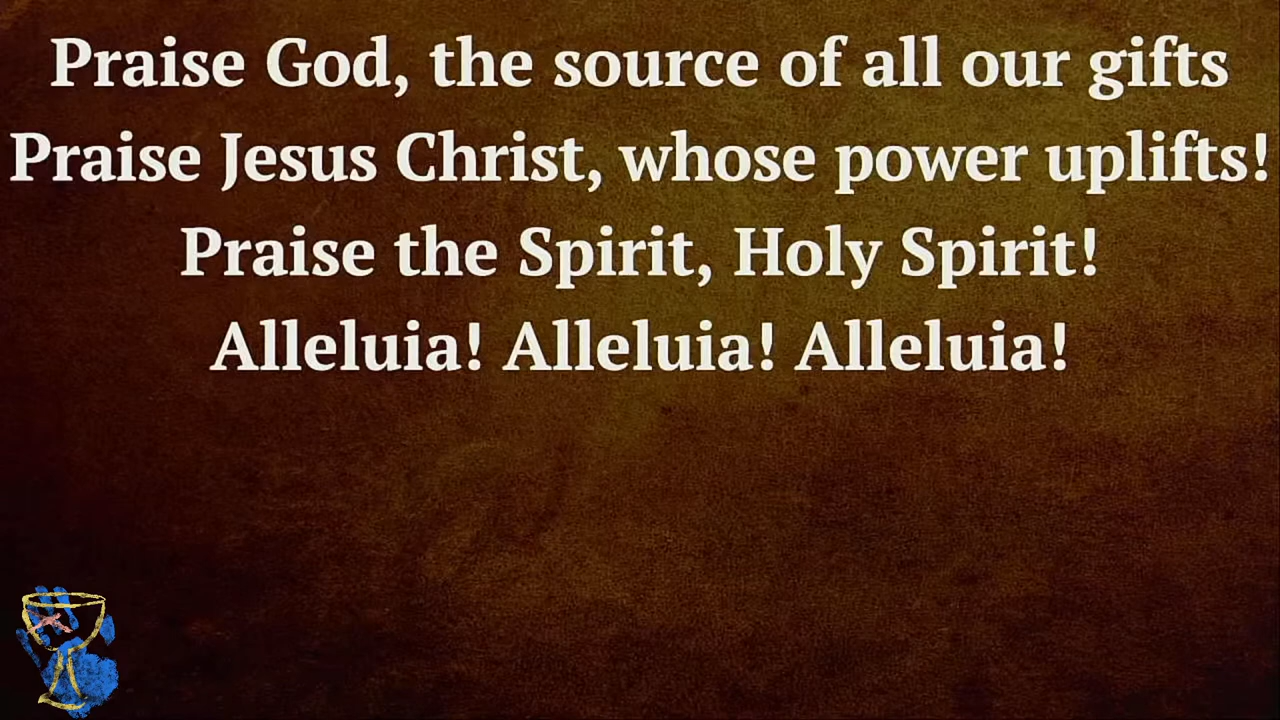 Praise God, the source of all our gifts
Praise Jesus Christ, whose power uplifts!
Praise the Spirit, Holy Spirit!
Alleluia! Alleluia! Alleluia!